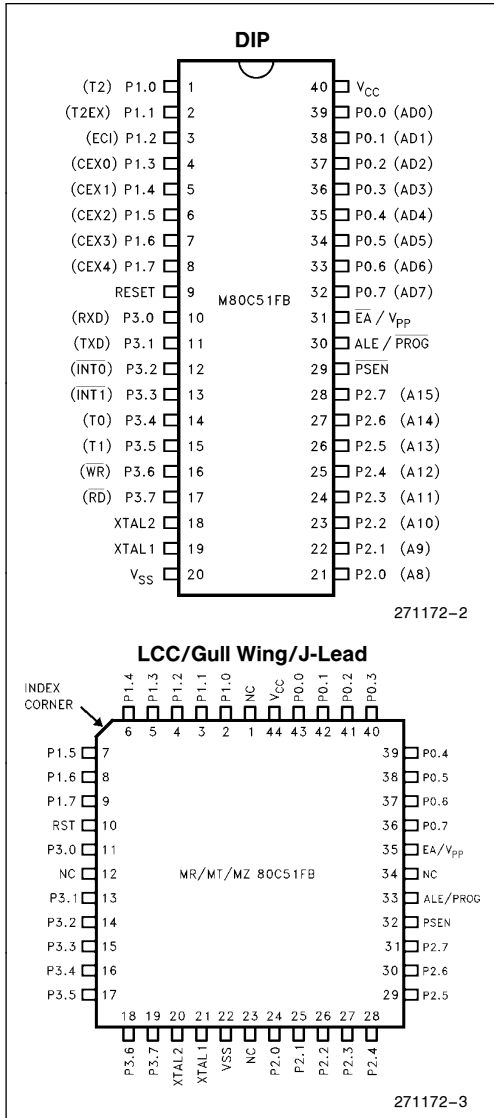 DIP
(T2) P1.0 1 40 VCC
(T2EX) P1.1 2 39 P0.0 (AD0)
(ECI) P1.2 3 38 P0.1 (AD1)
(CEX0) P1.3 4 37 P0.2 (AD2)
(CEX1) P1.4 5 36 P0.3 (AD3)
(CEX2) P1.5 6 35 P0.4 (AD4)
(CEX3) P1.6 7 34 P0.5 (AD5)
(CEX4) P1.7 8 33 P0.6 (AD6)
RESET 9 32 P0.7 (AD7)
M80C51FB
(RXD) P3.0 10 31 EA / VPP
(TXD) P3.1 11 30 ALE / PROG
(INT0) P3.2 12 29 PSEN
(INT1) P3.3 13 28 P2.7 (A15)
(T0) P3.4 14 27 P2.6 (A14)
(T1) P3.5 15 26 P2.5 (A13)
(WR) P3.6 16 25 P2.4 (A12)
(RD) P3.7 17 24 P2.3 (A11)
XTAL2 18 23 P2.2 (A10)
XTAL1 19 22 P2.1 (A9)
VSS 20 21 P2.0 (A8)
271172-2
LCC/Gull Wing/J-Lead
INDEX
CORNER
P1.4 P1.3 P1.2 P1.1 P1.0 NC VCC P0.0 P0.1 P0.2 P0.3
6 5 4 3 2 1 44 43 42 41 40
P1.5 7 39 P0.4
P1.6 8 38 P0.5
P1.7 9 37 P0.6
RST 10 36 P0.7
P3.0 11 35 EA/VPP
NC 12 34 NC
MR/MT/MZ 80C51FB
P3.1 13 33 ALE/PROG
P3.2 14 32 PSEN
P3.3 15 31 P2.7
P3.4 16 30 P2.6
P3.5 17 29 P2.5
18 19 20 21 22 23 24 25 26 27 28
P3.6 P3.7 XTAL2 XTAL1 VSS NC P2.0 P2.1 P2.2 P2.3 P2.4
271172-3